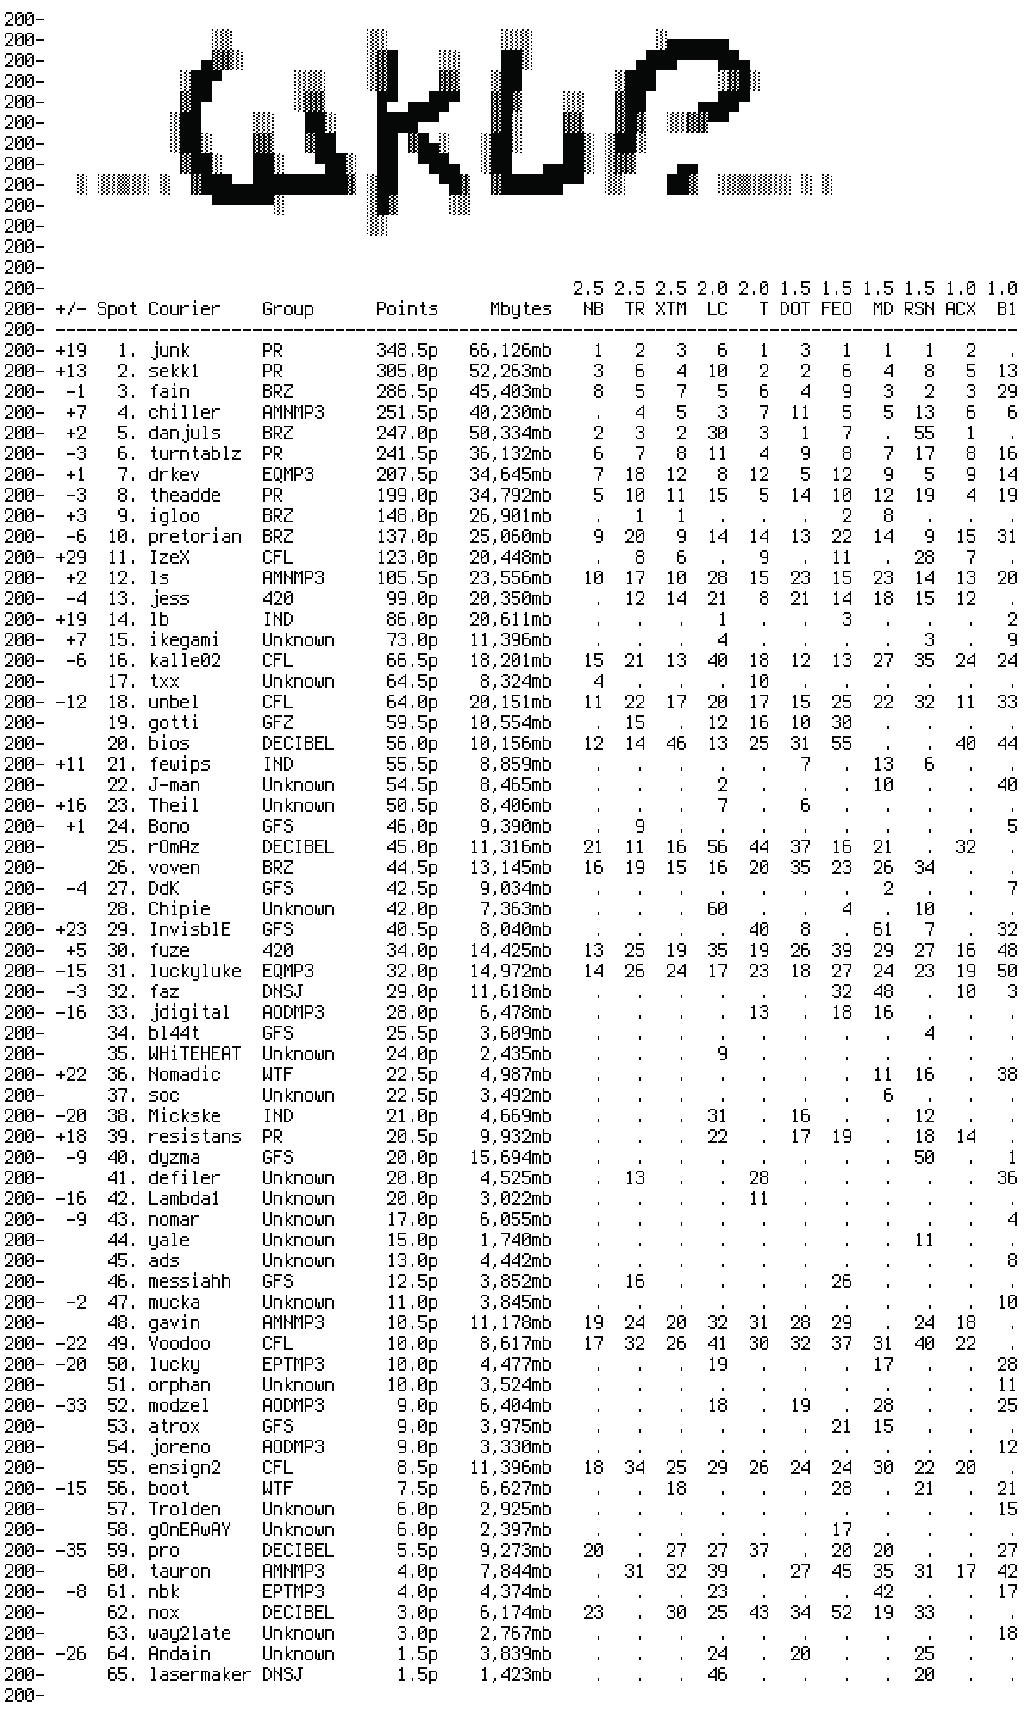 200-
200-
200-
200-
200-
200-
200-
200-
200-
200-
200-
200-
200-
200- 2.5 2.5 2.5 2.0 2.0 1.5 1.5 1.5 1.5 1.0 1.0
200- +/- Spot Courier Group Points Mbytes NB TR XTM LC T DOT FEO MD RSN ACX B1
200- ---------------------------------------------------------------------------------------------
200- +19 1. junk PR 348.5p 66,126mb 1 2 3 6 1 3 1 1 1 2 .
200- +13 2. sekk1 PR 305.0p 52,263mb 3 6 4 10 2 2 6 4 8 5 13
200- -1 3. fain BRZ 286.5p 45,403mb 8 5 7 5 6 4 9 3 2 3 29
200- +7 4. chiller AMNMP3 251.5p 40,230mb . 4 5 3 7 11 5 5 13 6 6
200- +2 5. danjuls BRZ 247.0p 50,334mb 2 3 2 30 3 1 7 . 55 1 .
200- -3 6. turntablz PR 241.5p 36,132mb 6 7 8 11 4 9 8 7 17 8 16
200- +1 7. drkev EQMP3 207.5p 34,645mb 7 18 12 8 12 5 12 9 5 9 14
200- -3 8. theadde PR 199.0p 34,792mb 5 10 11 15 5 14 10 12 19 4 19
200- +3 9. igloo BRZ 148.0p 26,901mb . 1 1 . . . 2 8 . . .
200- -6 10. pretorian BRZ 137.0p 25,060mb 9 20 9 14 14 13 22 14 9 15 31
200- +29 11. IzeX CFL 123.0p 20,448mb . 8 6 . 9 . 11 . 28 7 .
200- +2 12. ls AMNMP3 105.5p 23,556mb 10 17 10 28 15 23 15 23 14 13 20
200- -4 13. jess 420 99.0p 20,350mb . 12 14 21 8 21 14 18 15 12 .
200- +19 14. lb IND 86.0p 20,611mb . . . 1 . . 3 . . . 2
200- +7 15. ikegami Unknown 73.0p 11,396mb . . . 4 . . . . 3 . 9
200- -6 16. kalle02 CFL 66.5p 18,201mb 15 21 13 40 18 12 13 27 35 24 24
200- 17. txx Unknown 64.5p 8,324mb 4 . . . 10 . . . . . .
200- -12 18. unbel CFL 64.0p 20,151mb 11 22 17 20 17 15 25 22 32 11 33
200- 19. gotti GFZ 59.5p 10,554mb . 15 . 12 16 10 30 . . . .
200- 20. bios DECIBEL 56.0p 10,156mb 12 14 46 13 25 31 55 . . 40 44
200- +11 21. fewips IND 55.5p 8,859mb . . . . . 7 . 13 6 . .
200- 22. J-man Unknown 54.5p 8,465mb . . . 2 . . . 10 . . 40
200- +16 23. Theil Unknown 50.5p 8,406mb . . . 7 . 6 . . . . .
200- +1 24. Bono GFS 46.0p 9,390mb . 9 . . . . . . . . 5
200- 25. rOmAz DECIBEL 45.0p 11,316mb 21 11 16 56 44 37 16 21 . 32 .
200- 26. voven BRZ 44.5p 13,145mb 16 19 15 16 20 35 23 26 34 . .
200- -4 27. DdK GFS 42.5p 9,034mb . . . . . . . 2 . . 7
200- 28. Chipie Unknown 42.0p 7,363mb . . . 60 . . 4 . 10 . .
200- +23 29. InvisblE GFS 40.5p 8,040mb . . . . 40 8 . 61 7 . 32
200- +5 30. fuze 420 34.0p 14,425mb 13 25 19 35 19 26 39 29 27 16 48
200- -15 31. luckyluke EQMP3 32.0p 14,972mb 14 26 24 17 23 18 27 24 23 19 50
200- -3 32. faz DNSJ 29.0p 11,618mb . . . . . . 32 48 . 10 3
200- -16 33. jdigital AODMP3 28.0p 6,478mb . . . . 13 . 18 16 . . .
200- 34. bl44t GFS 25.5p 3,609mb . . . . . . . . 4 . .
200- 35. WHiTEHEAT Unknown 24.0p 2,435mb . . . 9 . . . . . . .
200- +22 36. Nomadic WTF 22.5p 4,987mb . . . . . . . 11 16 . 38
200- 37. soc Unknown 22.5p 3,492mb . . . . . . . 6 . . .
200- -20 38. Mickske IND 21.0p 4,669mb . . . 31 . 16 . . 12 . .
200- +18 39. resistans PR 20.5p 9,932mb . . . 22 . 17 19 . 18 14 .
200- -9 40. dyzma GFS 20.0p 15,694mb . . . . . . . . 50 . 1
200- 41. defiler Unknown 20.0p 4,525mb . 13 . . 28 . . . . . 36
200- -16 42. Lambda1 Unknown 20.0p 3,022mb . . . . 11 . . . . . .
200- -9 43. nomar Unknown 17.0p 6,055mb . . . . . . . . . . 4
200- 44. yale Unknown 15.0p 1,740mb . . . . . . . . 11 . .
200- 45. ads Unknown 13.0p 4,442mb . . . . . . . . . . 8
200- 46. messiahh GFS 12.5p 3,852mb . 16 . . . . 26 . . . .
200- -2 47. mucka Unknown 11.0p 3,845mb . . . . . . . . . . 10
200- 48. gavin AMNMP3 10.5p 11,178mb 19 24 20 32 31 28 29 . 24 18 .
200- -22 49. Voodoo CFL 10.0p 8,617mb 17 32 26 41 30 32 37 31 40 22 .
200- -20 50. lucky EPTMP3 10.0p 4,477mb . . . 19 . . . 17 . . 28
200- 51. orphan Unknown 10.0p 3,524mb . . . . . . . . . . 11
200- -33 52. modzel AODMP3 9.0p 6,404mb . . . 18 . 19 . 28 . . 25
200- 53. atrox GFS 9.0p 3,975mb . . . . . . 21 15 . . .
200- 54. joreno AODMP3 9.0p 3,330mb . . . . . . . . . . 12
200- 55. ensign2 CFL 8.5p 11,396mb 18 34 25 29 26 24 24 30 22 20 .
200- -15 56. boot WTF 7.5p 6,627mb . . 18 . . . 28 . 21 . 21
200- 57. Trolden Unknown 6.0p 2,925mb . . . . . . . . . . 15
200- 58. gOnEAwAY Unknown 6.0p 2,397mb . . . . . . 17 . . . .
200- -35 59. pro DECIBEL 5.5p 9,273mb 20 . 27 27 37 . 20 20 . . 27
200- 60. tauron AMNMP3 4.0p 7,844mb . 31 32 39 . 27 45 35 31 17 42
200- -8 61. nbk EPTMP3 4.0p 4,374mb . . . 23 . . . 42 . . 17
200- 62. nox DECIBEL 3.0p 6,174mb 23 . 30 25 43 34 52 19 33 . .
200- 63. way2late Unknown 3.0p 2,767mb . . . . . . . . . . 18
200- -26 64. Andain Unknown 1.5p 3,839mb . . . 24 . 20 . . 25 . .
200- 65. lasermaker DNSJ 1.5p 1,423mb . . . 46 . . . . 20 . .
200-